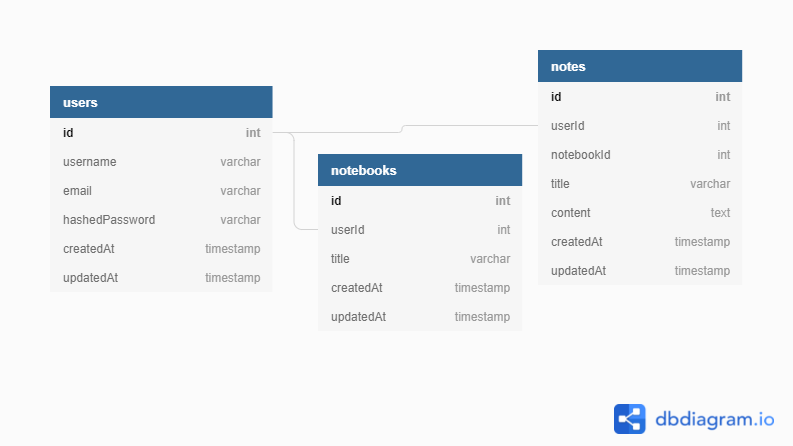 users
id int
username varchar
email varchar
hashedPassword varchar
createdAt timestamp
updatedAt timestamp
notebooks
id int
userId int
title varchar
createdAt timestamp
updatedAt timestamp
notes
id int
userId int
notebookId int
title varchar
content text
createdAt timestamp
updatedAt timestamp
dbdiagram.io